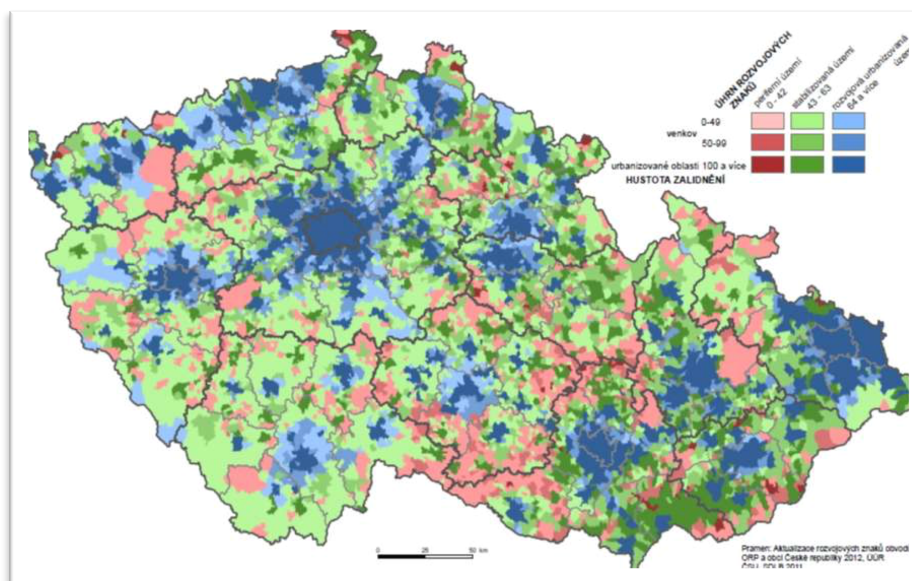 ÚHRN ROZVOJOVÝCH
ZNAKŮ
periferní území
0 - 42
stabilizovaná území
43 - 63
rozvojová urbanizovaná
území
64 a více
0-49
venkov
50-99
urbanizované oblasti 100 a více
HUSTOTA ZALIDNĚNÍ
0 25 50 km
Pramen: Aktualizace rozvojových znaků obvodů
ORP a obcí České republiky 2012, ÚÚR
ČSÚ, SDLB 2011